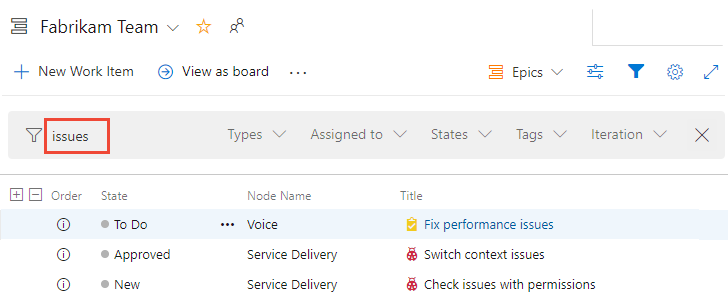 Fabrikam Team
New Work Item View as board ... Epics
issues Types Assigned to States Tags Iteration
Order State Node Name Title
To Do ... Voice Fix performance issues
Approved Service Delivery Switch context issues
New Service Delivery Check issues with permissions